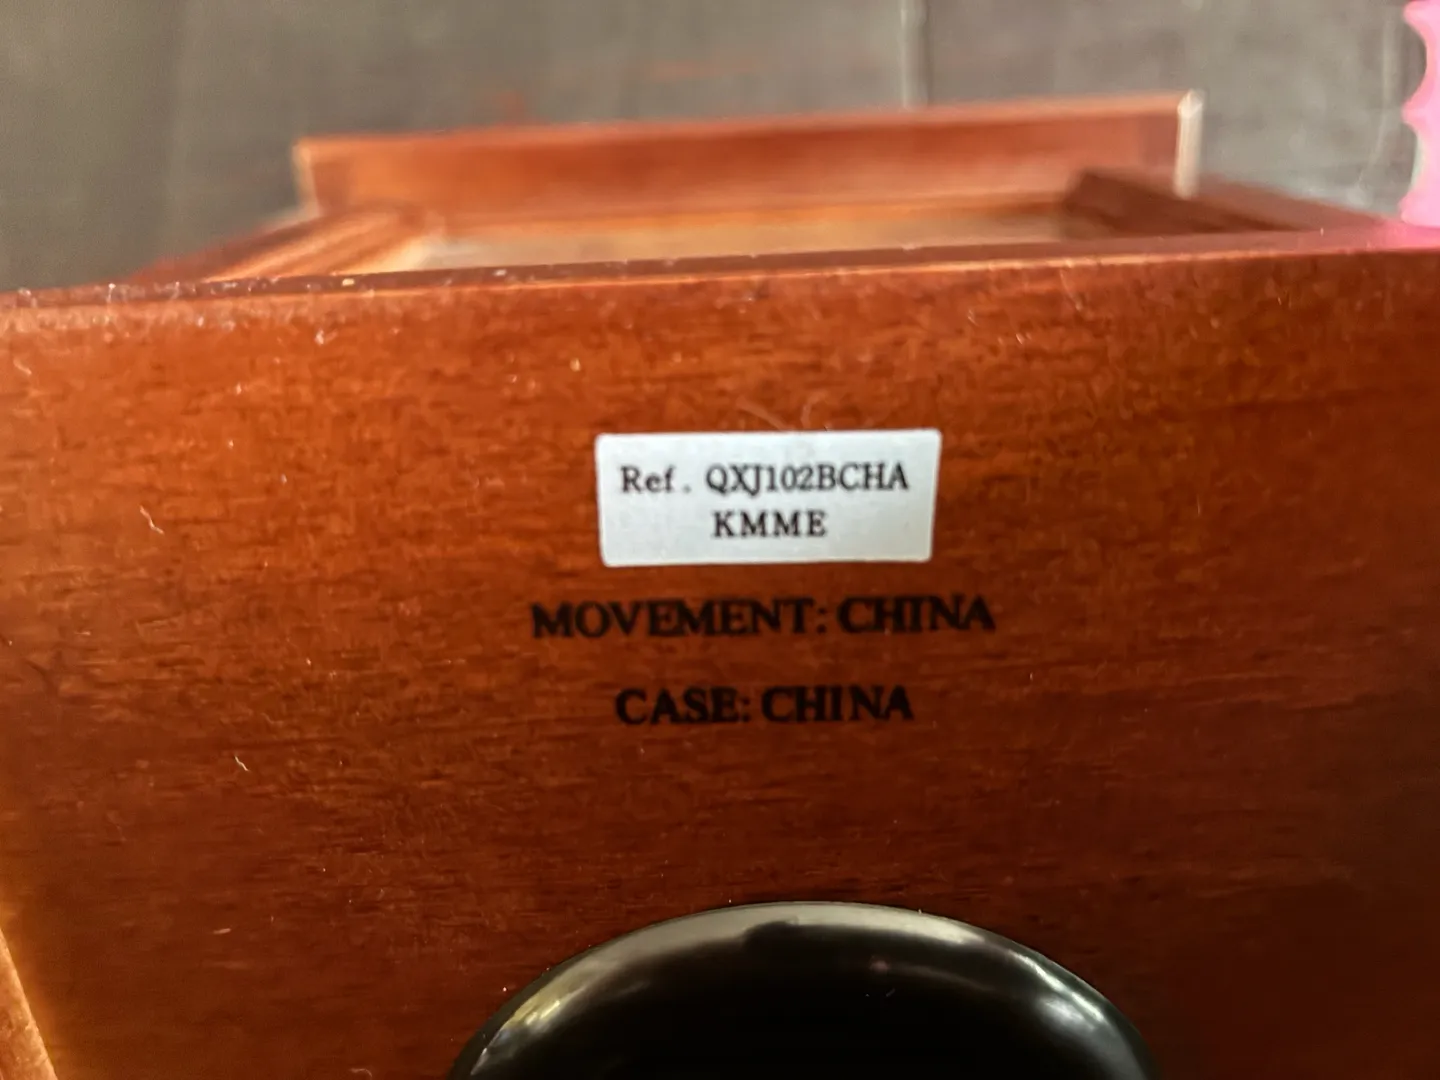 Ref. QXJ102BCHA
KMME
MOVEMENT: CHINA
CASE: CHINA